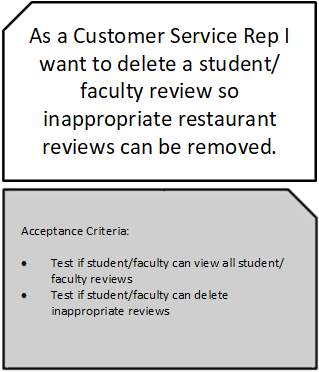 As a Customer Service Rep I
want to delete a student/
faculty review so
inappropriate restaurant
reviews can be removed.
Acceptance Criteria:
• Test if student/faculty can view all student/
faculty reviews
• Test if student/faculty can delete
inappropriate reviews